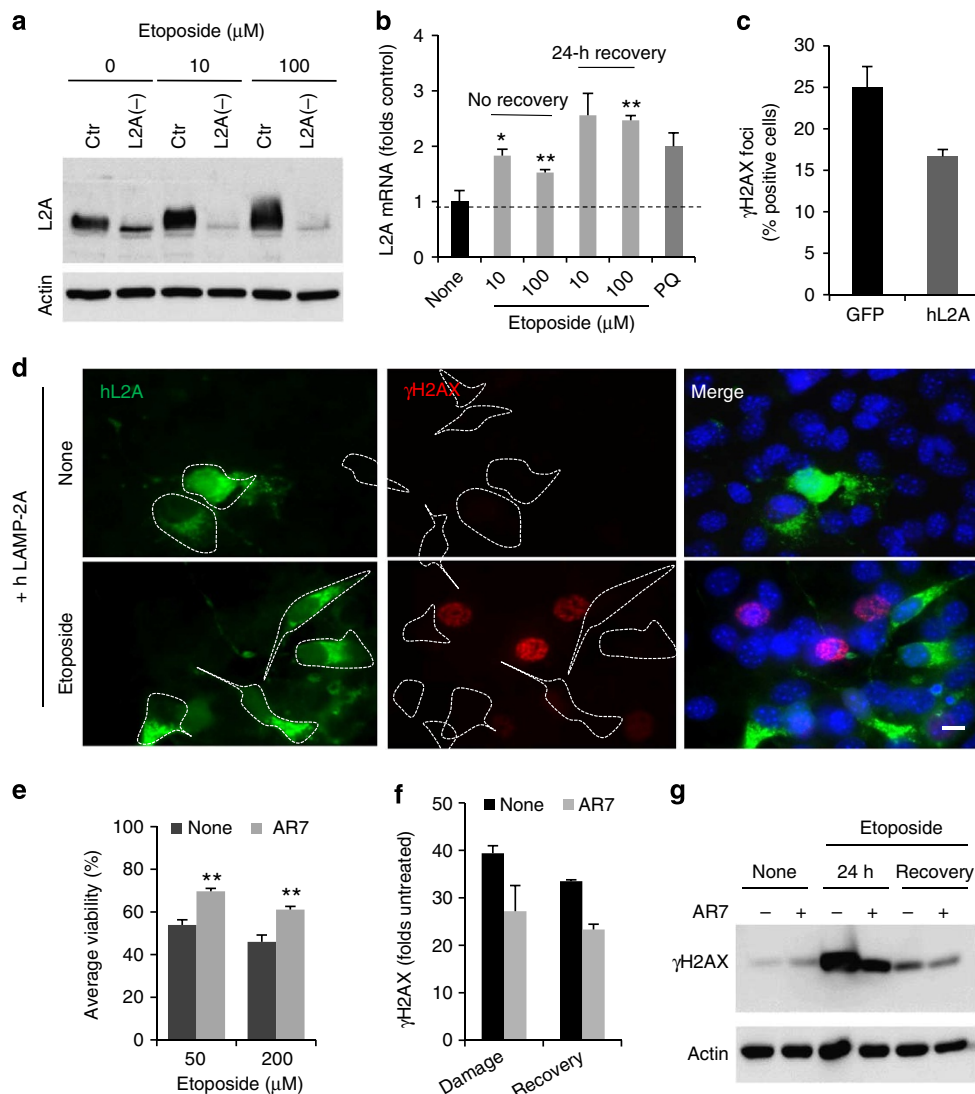 a
Etoposide (μM)
0 10 100
Ctr L2A(–) Ctr L2A(–) Ctr L2A(–)
L2A
Actin
b
L2A mRNA (folds control)
4
3
2
1
0
24-h recovery
No recovery
* ** **
None 10 100 10 100 PQ
Etoposide (μM)
c
γH2AX foci
(% positive cells)
30
25
20
15
10
5
0
GFP hL2A
d
+ h LAMP-2A
None
Etoposide
hL2A
γH2AX
Merge
e
None AR7
Average viability (%)
100
80
60
40
20
0
** **
50 200
Etoposide (μM)
f
None AR7
γH2AX (folds untreated)
50
40
30
20
10
0
Damage Recovery
g
Etoposide
None 24 h Recovery
AR7 – + – + – +
γH2AX
Actin